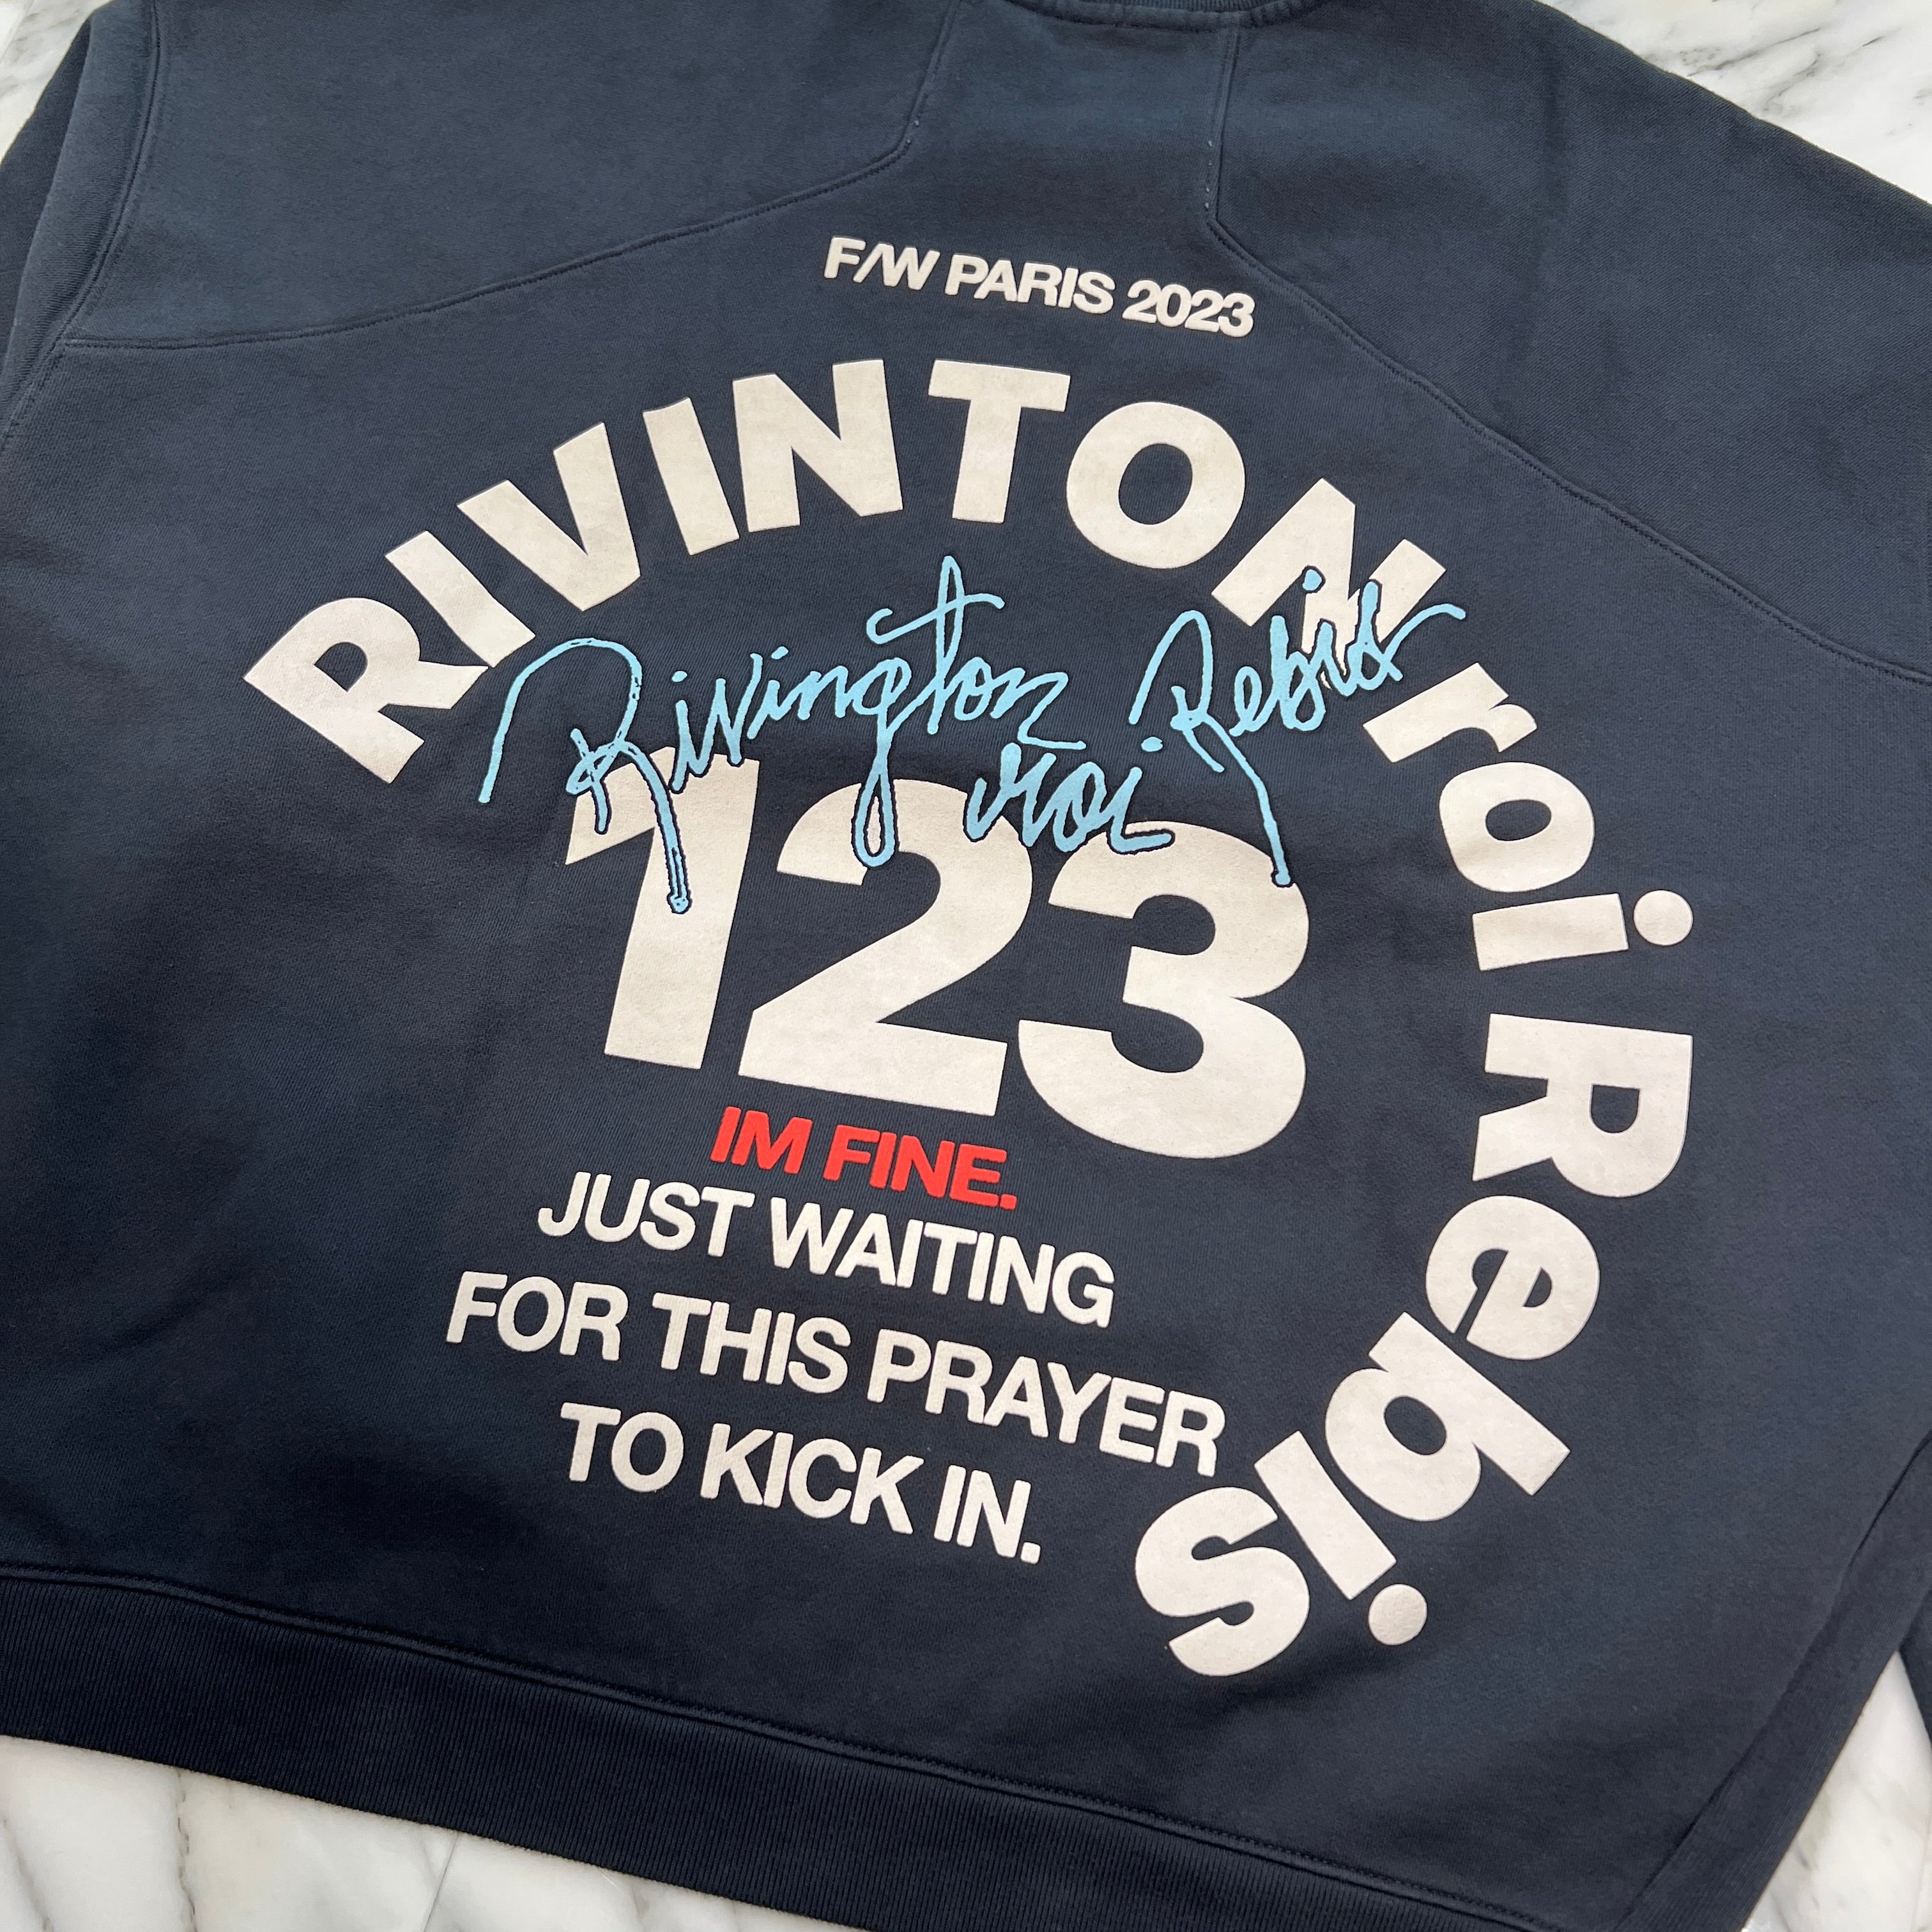 F/W PARIS 2023
RIVINTON roi Rebis
Rivington Rebis
roi
123
IM FINE.
JUST WAITING
FOR THIS PRAYER
TO KICK IN.